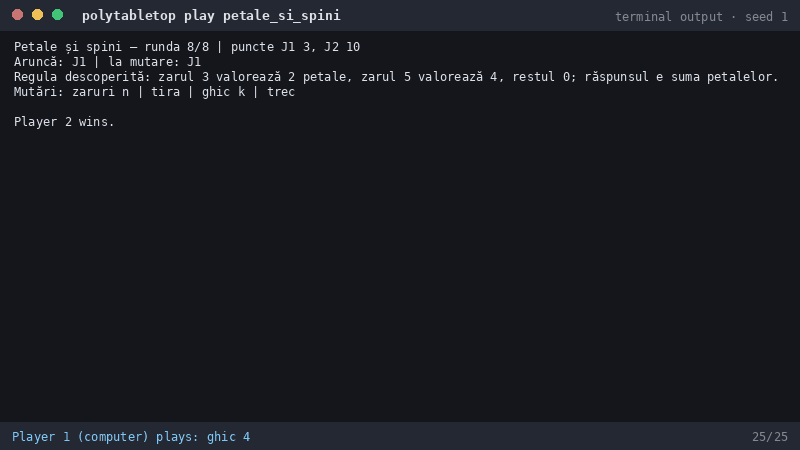 polytabletop play petale_si_spini
terminal output · seed 1
Petale și spini — runda 8/8 | puncte J1 3, J2 10
Aruncă: J1 | la mutare: J1
Regula descoperită: zarul 3 valorează 2 petale, zarul 5 valorează 4, restul 0; răspunsul e suma petalelor.
Mutări: zaruri n | tira | ghic k | trec
Player 2 wins.
Player 1 (computer) plays: ghic 4
25/25